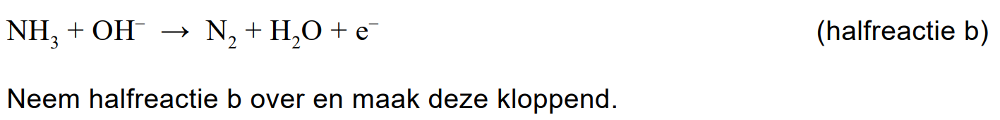 NH₃ + OH⁻ → N₂ + H₂O + e⁻ (halfreactie b)
Neem halfreactie b over en maak deze kloppend.